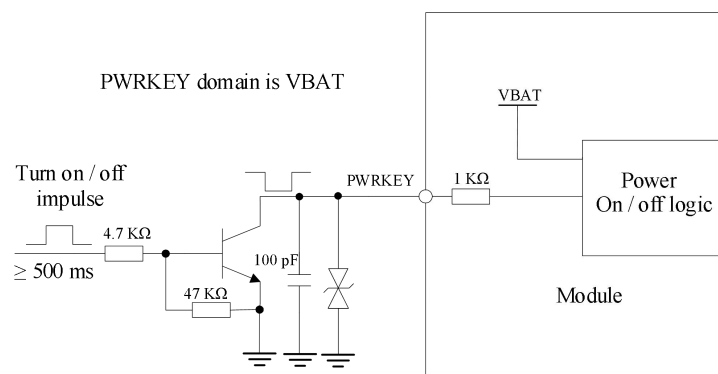 PWRKEY domain is VBAT
VBAT
Turn on / off
impulse
PWRKEY
1 KΩ
Power
On / off logic
4.7 KΩ
≥ 500 ms
100 pF
47 KΩ
Module